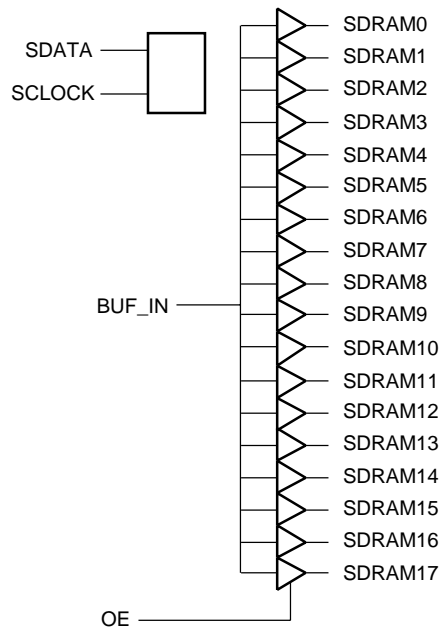 SDATA
SCLOCK
BUF_IN
OE
SDRAM0
SDRAM1
SDRAM2
SDRAM3
SDRAM4
SDRAM5
SDRAM6
SDRAM7
SDRAM8
SDRAM9
SDRAM10
SDRAM11
SDRAM12
SDRAM13
SDRAM14
SDRAM15
SDRAM16
SDRAM17